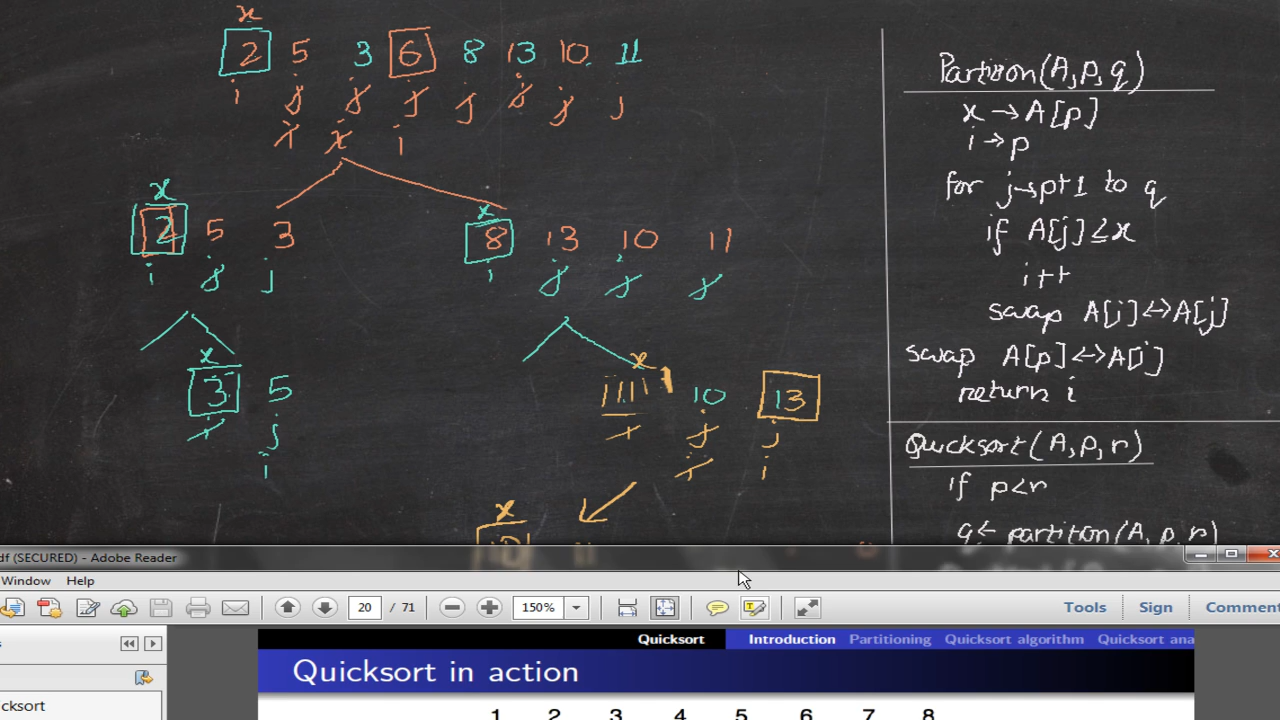 x
2 5 3 6 8 13 10 11
i j j j j j j j
i i i
x
2 5 3
i j j
x
8 13 10 11
i j j j
x
3 5
i j
i
x
11 10 13
i j j
i i
x
10 11
Partition(A,p,q)
x → A[p]
i → p
for j→p+1 to q
if A[j] ≤ x
i++
swap A[i]↔A[j]
swap A[p]↔A[i]
return i
Quicksort(A,p,r)
if p<r
q ← partition(A,p,r)
df (SECURED) - Adobe Reader
Window Help
20 / 71 150% Tools Sign Comment
Quicksort Introduction Partitioning Quicksort algorithm Quicksort ana
Quicksort in action
cksort
1 2 3 4 5 6 7 8